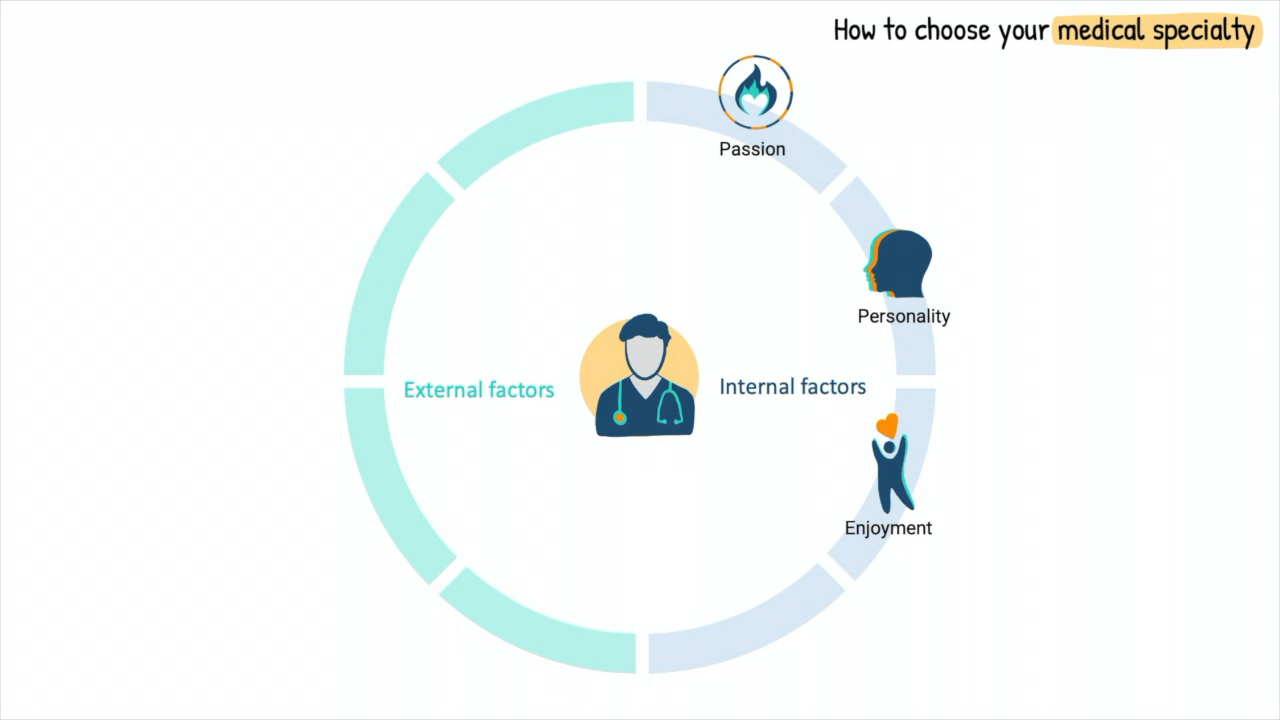 How to choose your medical specialty
Passion
Personality
External factors
Internal factors
Enjoyment